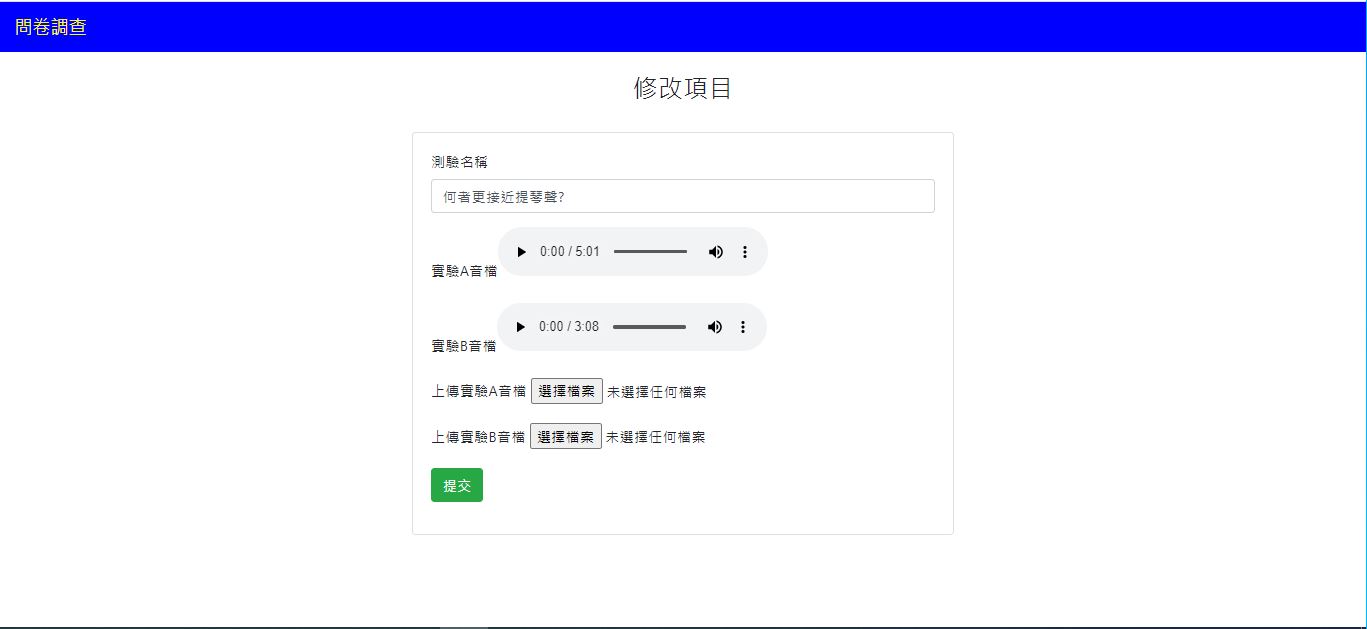 問卷調查
修改項目
測驗名稱
何者更接近提琴聲?
0:00 / 5:01
實驗A音檔
0:00 / 3:08
實驗B音檔
上傳實驗A音檔 選擇檔案 未選擇任何檔案
上傳實驗B音檔 選擇檔案 未選擇任何檔案
提交